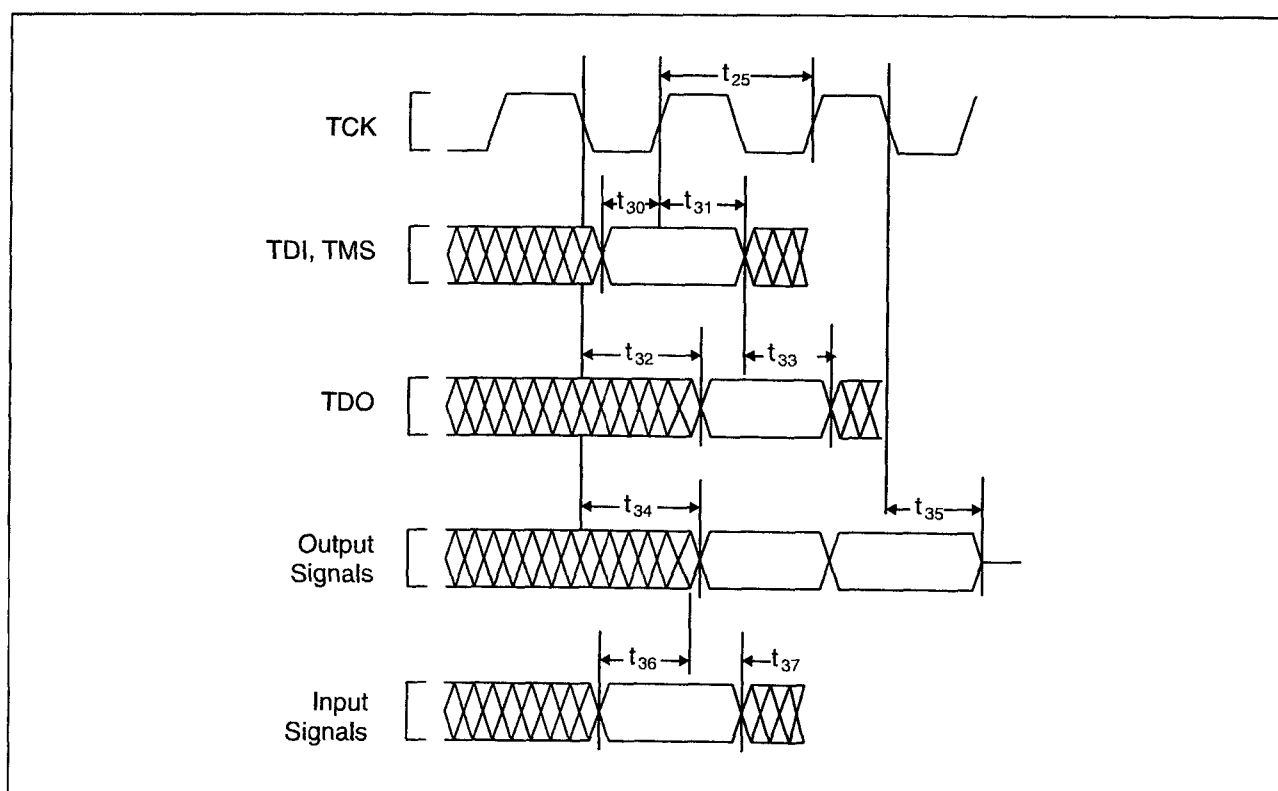 t25
TCK
t30
t31
TDI, TMS
t32
t33
TDO
t34
t35
Output
Signals
t36
t37
Input
Signals